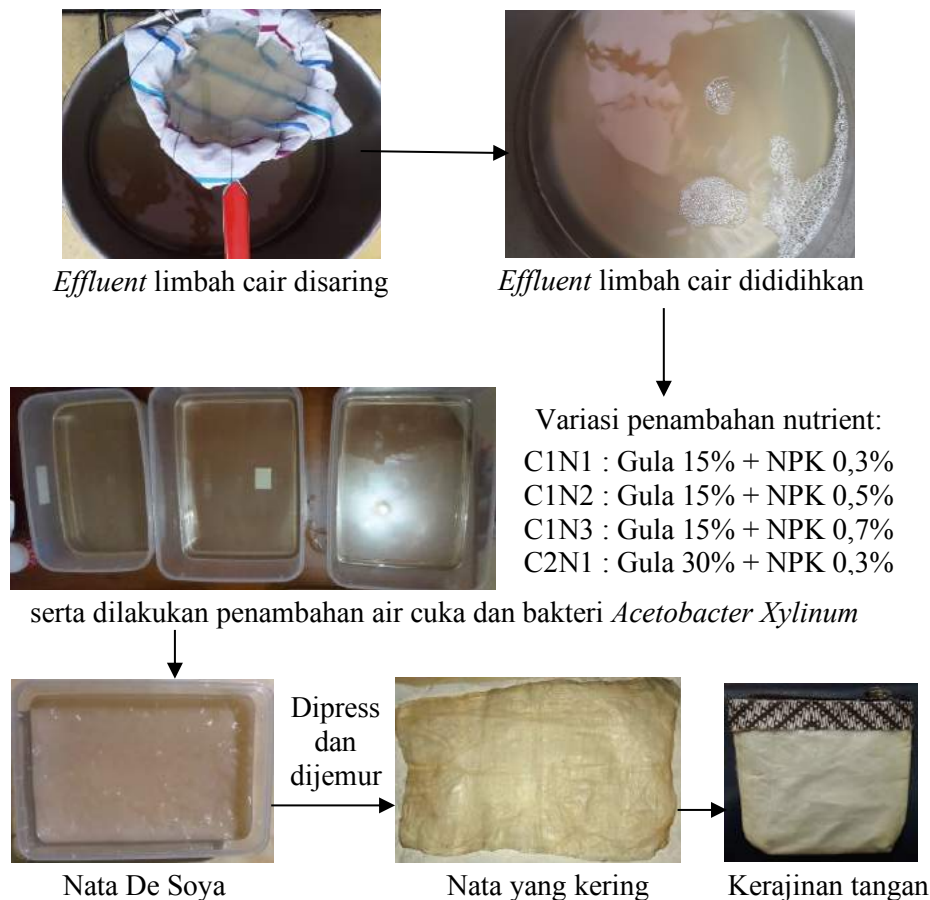 Effluent limbah cair disaring
Effluent limbah cair dididihkan
Variasi penambahan nutrient:
C1N1 : Gula 15% + NPK 0,3%
C1N2 : Gula 15% + NPK 0,5%
C1N3 : Gula 15% + NPK 0,7%
C2N1 : Gula 30% + NPK 0,3%
serta dilakukan penambahan air cuka dan bakteri Acetobacter Xylinum
Dipress
dan
dijemur
Nata De Soya
Nata yang kering
Kerajinan tangan